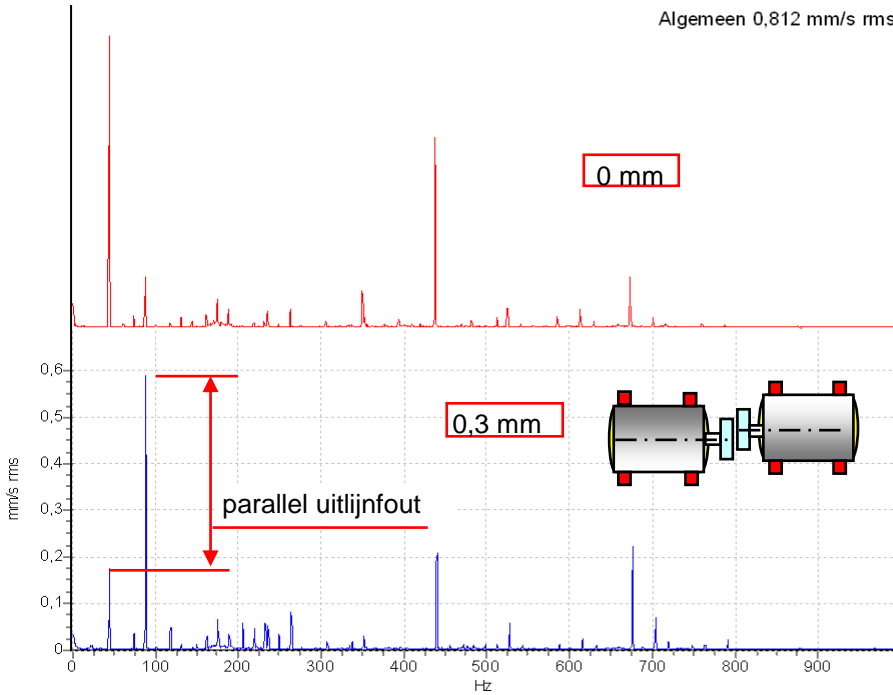 Algemeen 0,812 mm/s rms
0 mm
0,6
0,5
0,4
0,3
0,2
0,1
0
mm/s rms
0,3 mm
parallel uitlijnfout
0 100 200 300 400 500 600 700 800 900
Hz